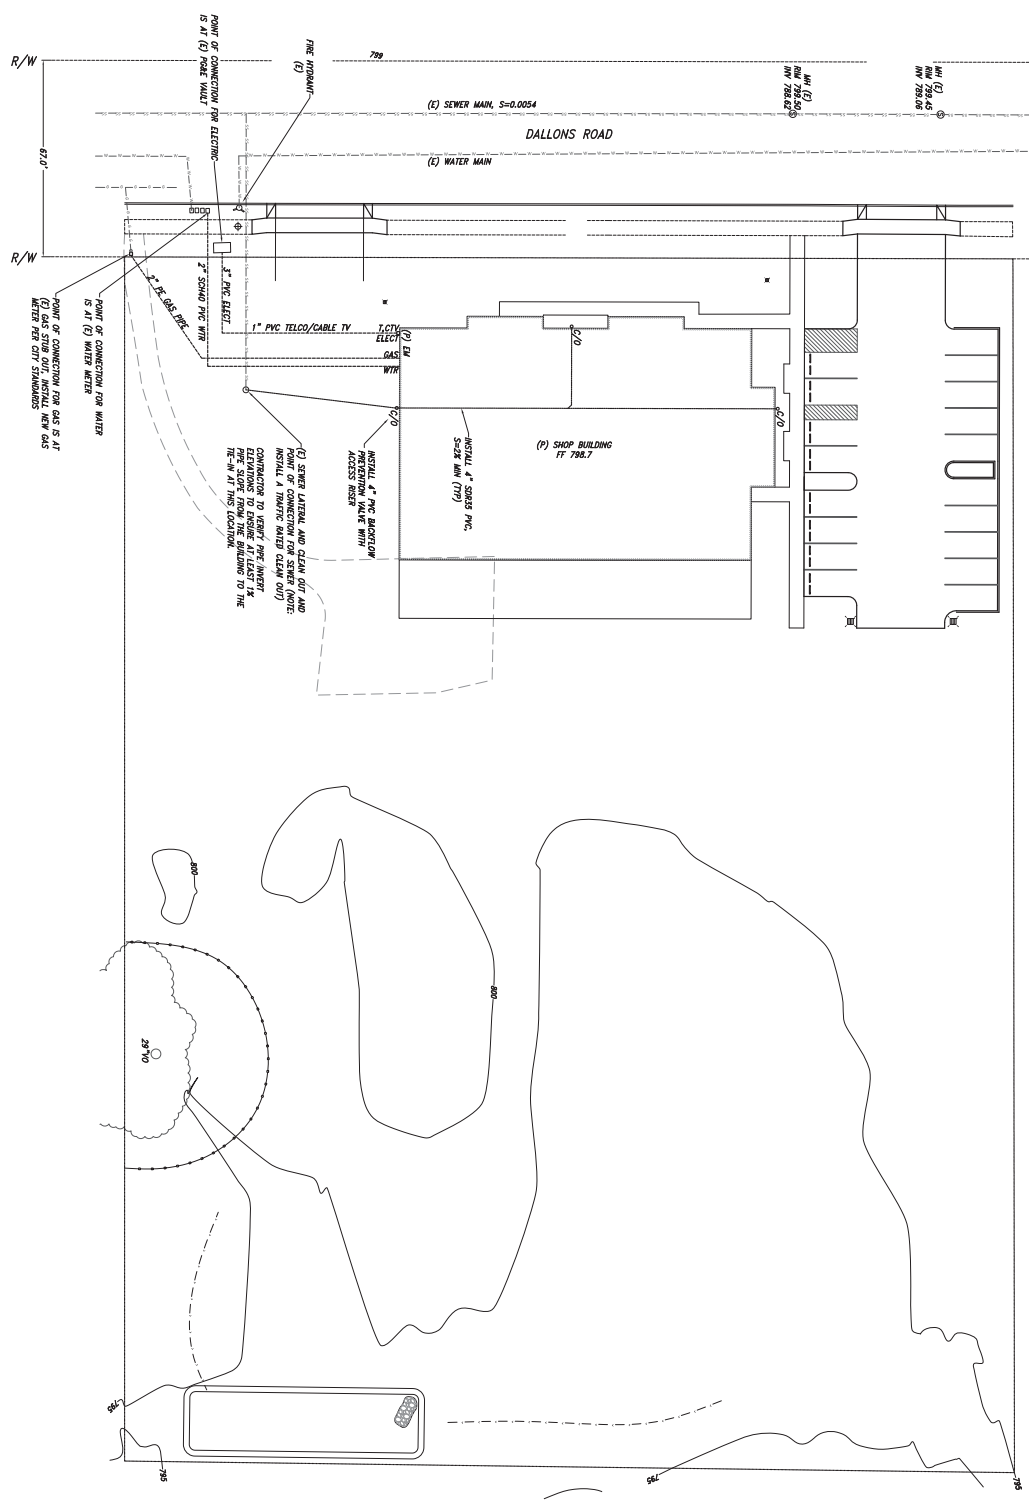 R/W
67.0'
R/W
POINT OF CONNECTION FOR ELECTRIC
IS AT (E) PG&E VAULT
FIRE HYDRANT
(E)
799
(E) SEWER MAIN, S=0.0054
DALLONS ROAD
(E) WATER MAIN
MH (E)
RIM 799.50
INV 788.62
MH (E)
RIM 799.45
INV 789.06
2" PE GAS PIPE
2" SCH40 PVC WTR
3" PVC ELECT
1" PVC TELCO/CABLE TV
T,CTV
ELECT
GAS
WTR
(P) EM
C/O
C/O
C/O
POINT OF CONNECTION FOR WATER
IS AT (E) WATER METER
POINT OF CONNECTION FOR GAS IS AT
(E) GAS STUB OUT, INSTALL NEW GAS
METER PER CITY STANDARDS
(P) SHOP BUILDING
FF 798.7
INSTALL 4" SDR35 PVC,
S=2% MIN (TYP)
INSTALL 4" PVC BACKFLOW
PREVENTION VALVE WITH
ACCESS RISER
(E) SEWER LATERAL AND CLEAN OUT AND
POINT OF CONNECTION FOR SEWER (NOTE:
INSTALL A TRAFFIC RATED CLEAN OUT)
CONTRACTOR TO VERIFY PIPE INVERT
ELEVATIONS TO ENSURE AT LEAST 1%
PIPE SLOPE FROM THE BUILDING TO THE
TIE-IN AT THIS LOCATION.
800
800
29"VO
795
795
795
795